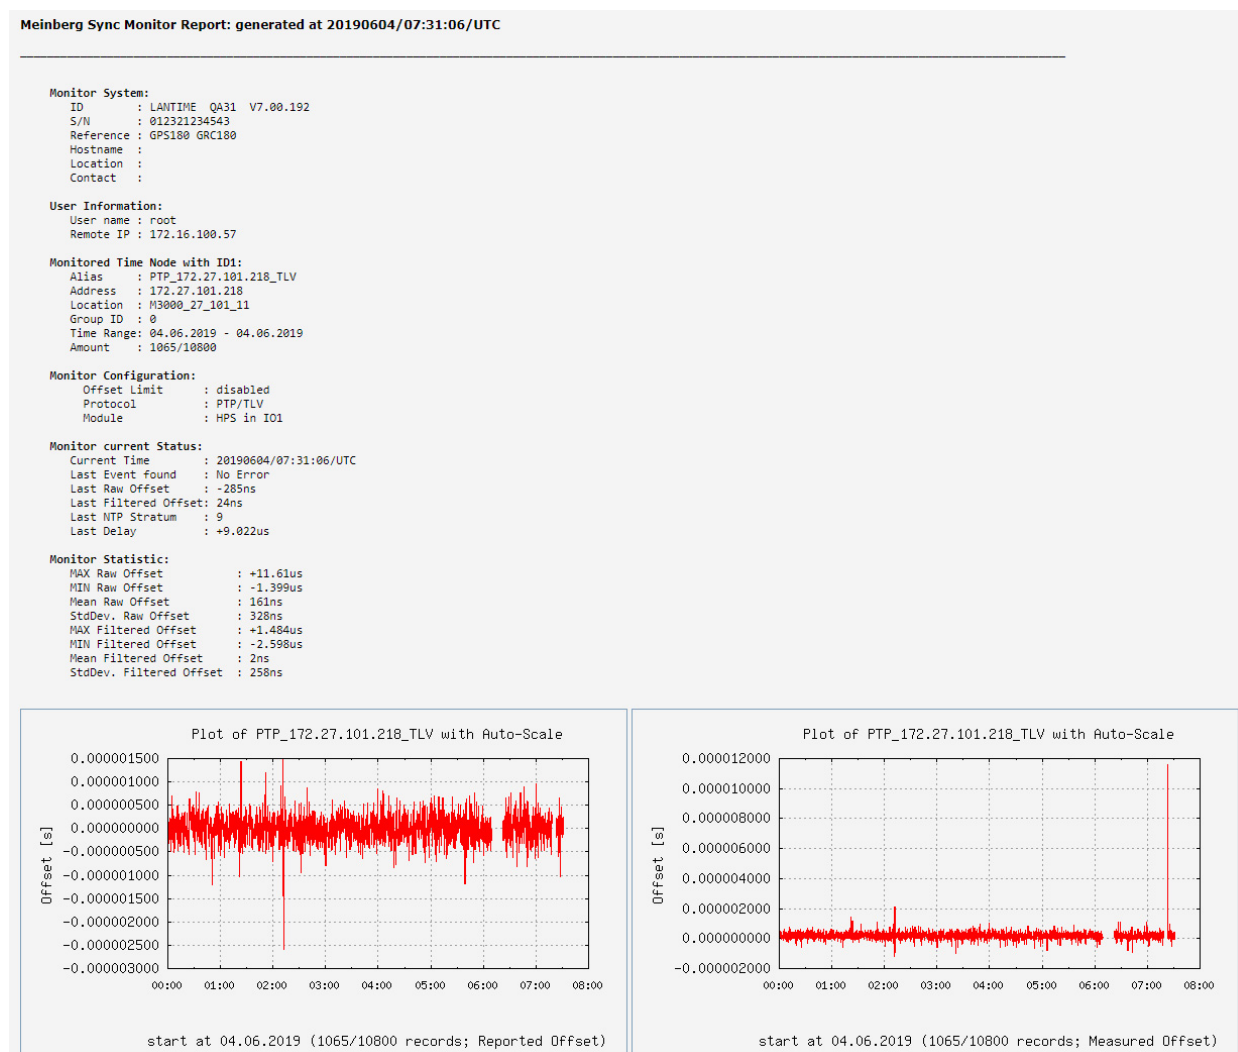 Meinberg Sync Monitor Report: generated at 20190604/07:31:06/UTC
Monitor System:
ID : LANTIME QA31 V7.00.192
S/N : 012321234543
Reference : GPS180 GRC180
Hostname :
Location :
Contact :
User Information:
User name : root
Remote IP : 172.16.100.57
Monitored Time Node with ID1:
Alias : PTP_172.27.101.218_TLV
Address : 172.27.101.218
Location : M3000_27_101_11
Group ID : 0
Time Range: 04.06.2019 - 04.06.2019
Amount : 1065/10800
Monitor Configuration:
Offset Limit : disabled
Protocol : PTP/TLV
Module : HPS in IO1
Monitor current Status:
Current Time : 20190604/07:31:06/UTC
Last Event found : No Error
Last Raw Offset : -285ns
Last Filtered Offset: 24ns
Last NTP Stratum : 9
Last Delay : +9.022us
Monitor Statistic:
MAX Raw Offset : +11.61us
MIN Raw Offset : -1.399us
Mean Raw Offset : 161ns
StdDev. Raw Offset : 328ns
MAX Filtered Offset : +1.484us
MIN Filtered Offset : -2.598us
Mean Filtered Offset : 2ns
StdDev. Filtered Offset : 258ns
Plot of PTP_172.27.101.218_TLV with Auto-Scale
0.000001500
0.000001000
0.000000500
0.000000000
-0.000000500
-0.000001000
-0.000001500
-0.000002000
-0.000002500
-0.000003000
Offset [s]
00:00 01:00 02:00 03:00 04:00 05:00 06:00 07:00 08:00
start at 04.06.2019 (1065/10800 records; Reported Offset)
Plot of PTP_172.27.101.218_TLV with Auto-Scale
0.000012000
0.000010000
0.000008000
0.000006000
0.000004000
0.000002000
0.000000000
-0.000002000
Offset [s]
00:00 01:00 02:00 03:00 04:00 05:00 06:00 07:00 08:00
start at 04.06.2019 (1065/10800 records; Measured Offset)